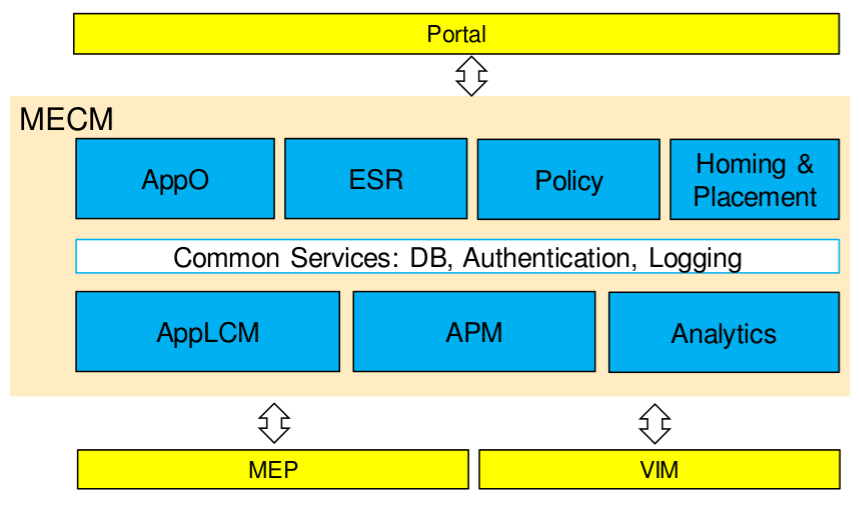 Portal
MECM
AppO
ESR
Policy
Homing &
Placement
Common Services: DB, Authentication, Logging
AppLCM
APM
Analytics
MEP
VIM